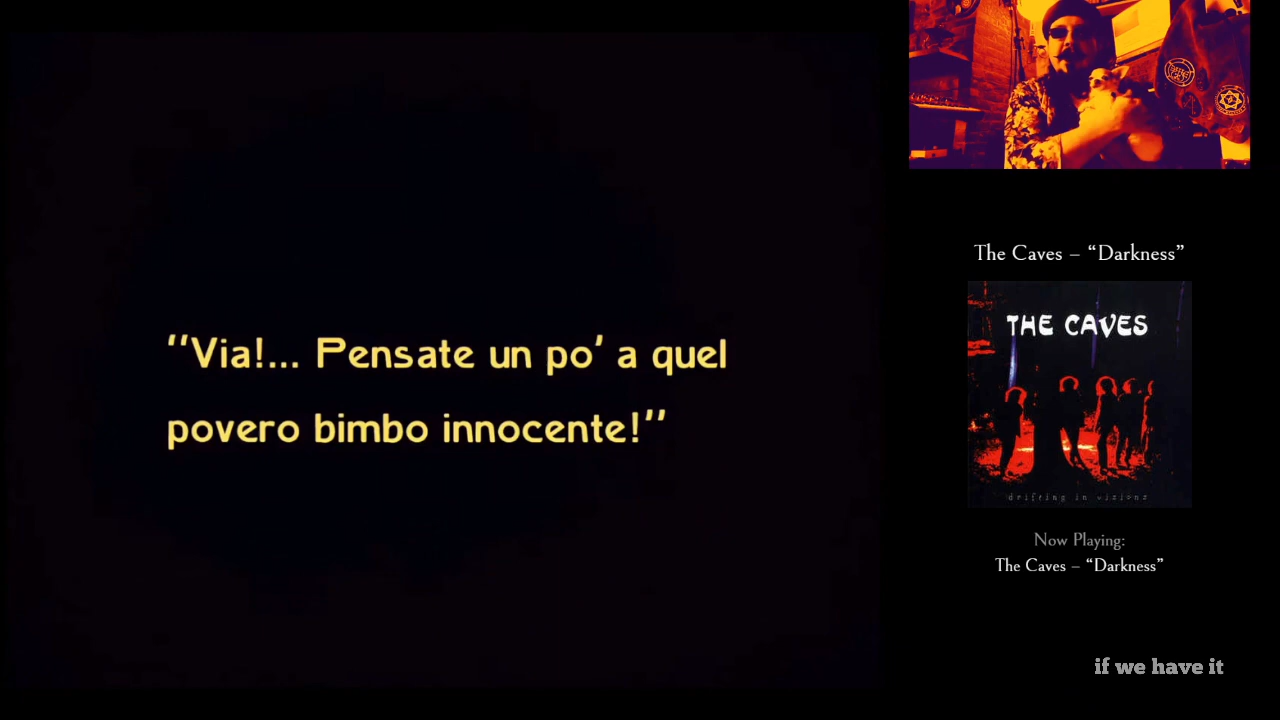 "Via!... Pensate un po' a quel
povero bimbo innocente!"
The Caves – “Darkness”
THE CAVES
drifting in visions
Now Playing:
The Caves – “Darkness”
if we have it